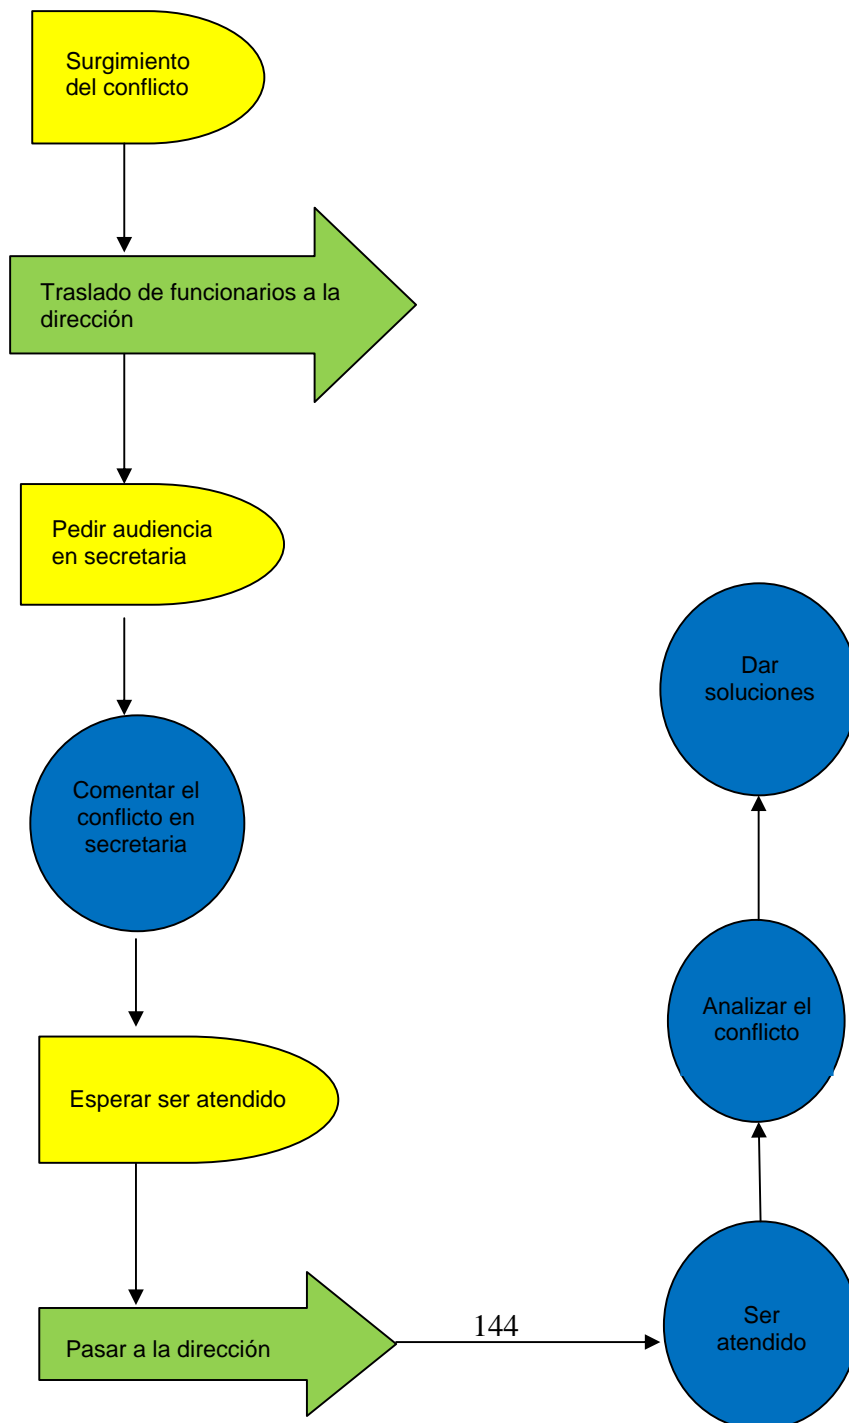 Surgimiento
del conflicto
Traslado de funcionarios a la
dirección
Pedir audiencia
en secretaria
Comentar el
conflicto en
secretaria
Esperar ser atendido
Pasar a la dirección
144
Ser
atendido
Analizar el
conflicto
Dar
soluciones